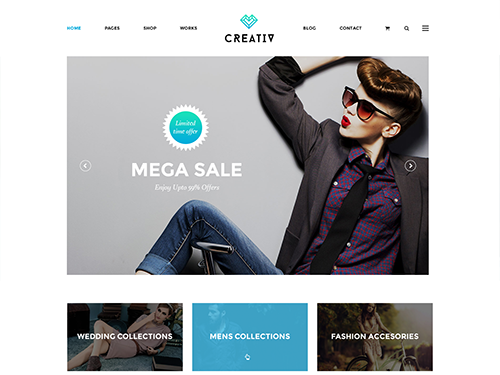 HOME PAGES SHOP WORKS CREATIV BLOG CONTACT
Limited
time offer
MEGA SALE
Enjoy Upto 59% Offers
WEDDING COLLECTIONS MENS COLLECTIONS FASHION ACCESORIES